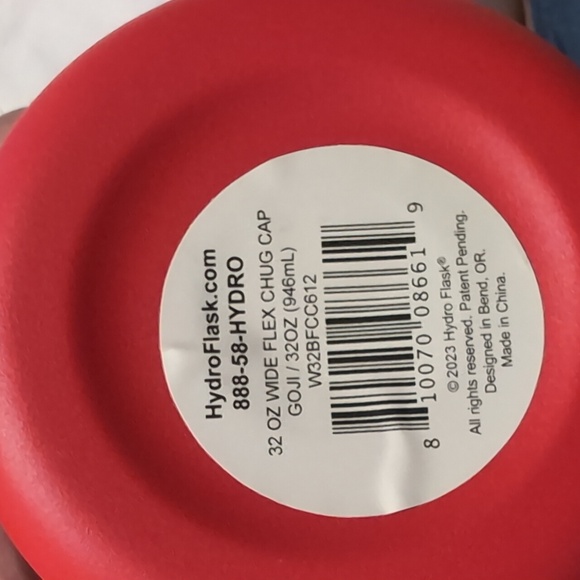 HydroFlask.com
888-58-HYDRO
32 OZ WIDE FLEX CHUG CAP
GOJI / 32OZ (946mL)
W32BFCC612
8 10070 08661 9
© 2023 Hydro Flask®
All rights reserved. Patent Pending.
Designed in Bend, OR.
Made in China.